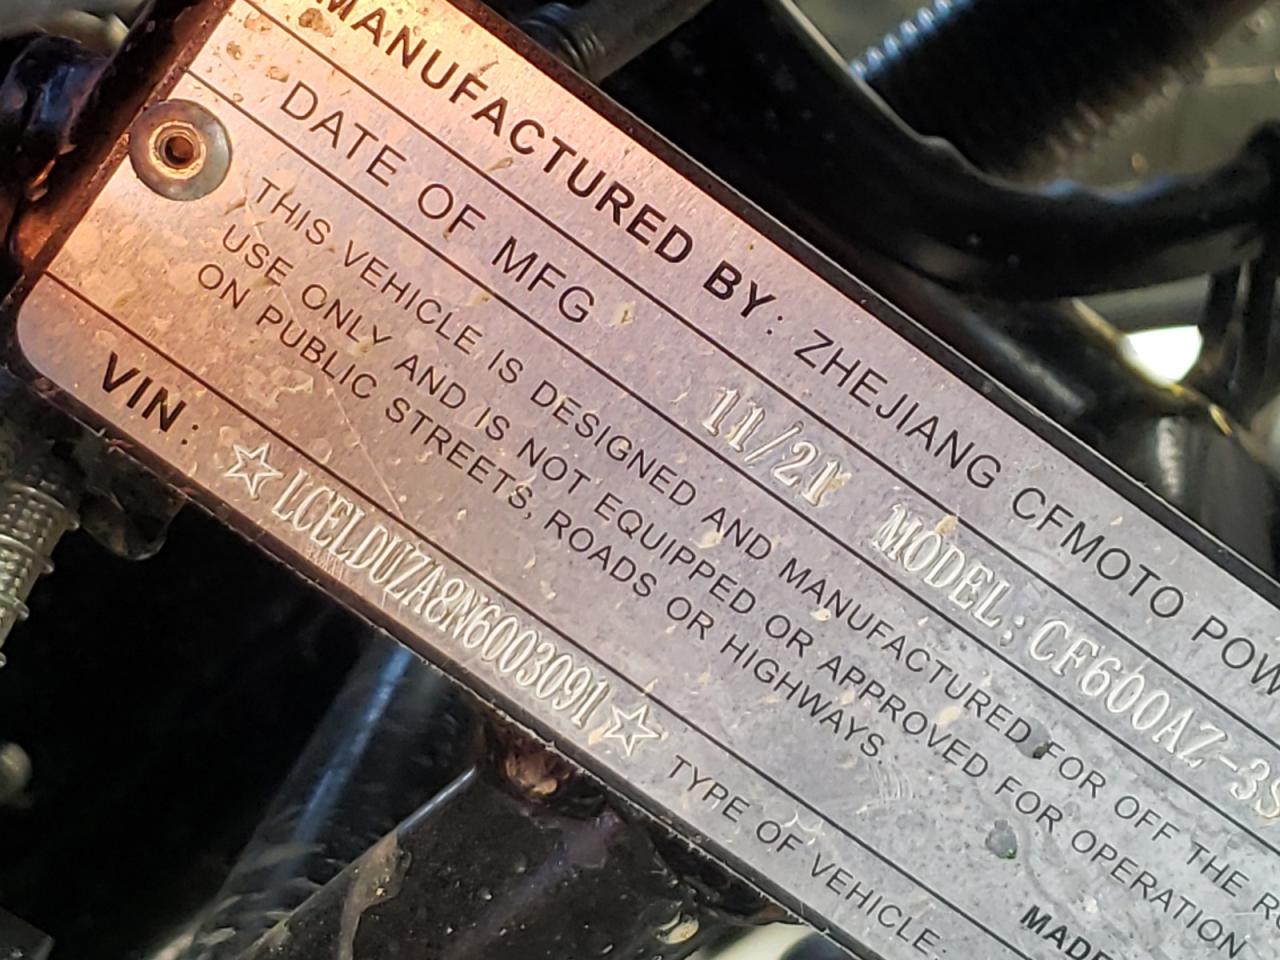 MANUFACTURED BY: ZHEJIANG CFMOTO POW
DATE OF MFG 11/21 MODEL:CF600AZ-3S
THIS VEHICLE IS DESIGNED AND MANUFACTURED FOR OFF THE RO
USE ONLY AND IS NOT EQUIPPED OR APPROVED FOR OPERATION
ON PUBLIC STREETS, ROADS OR HIGHWAYS.
MADE
VIN: ☆LCELDUZA8N6003091☆ TYPE OF VEHICLE: